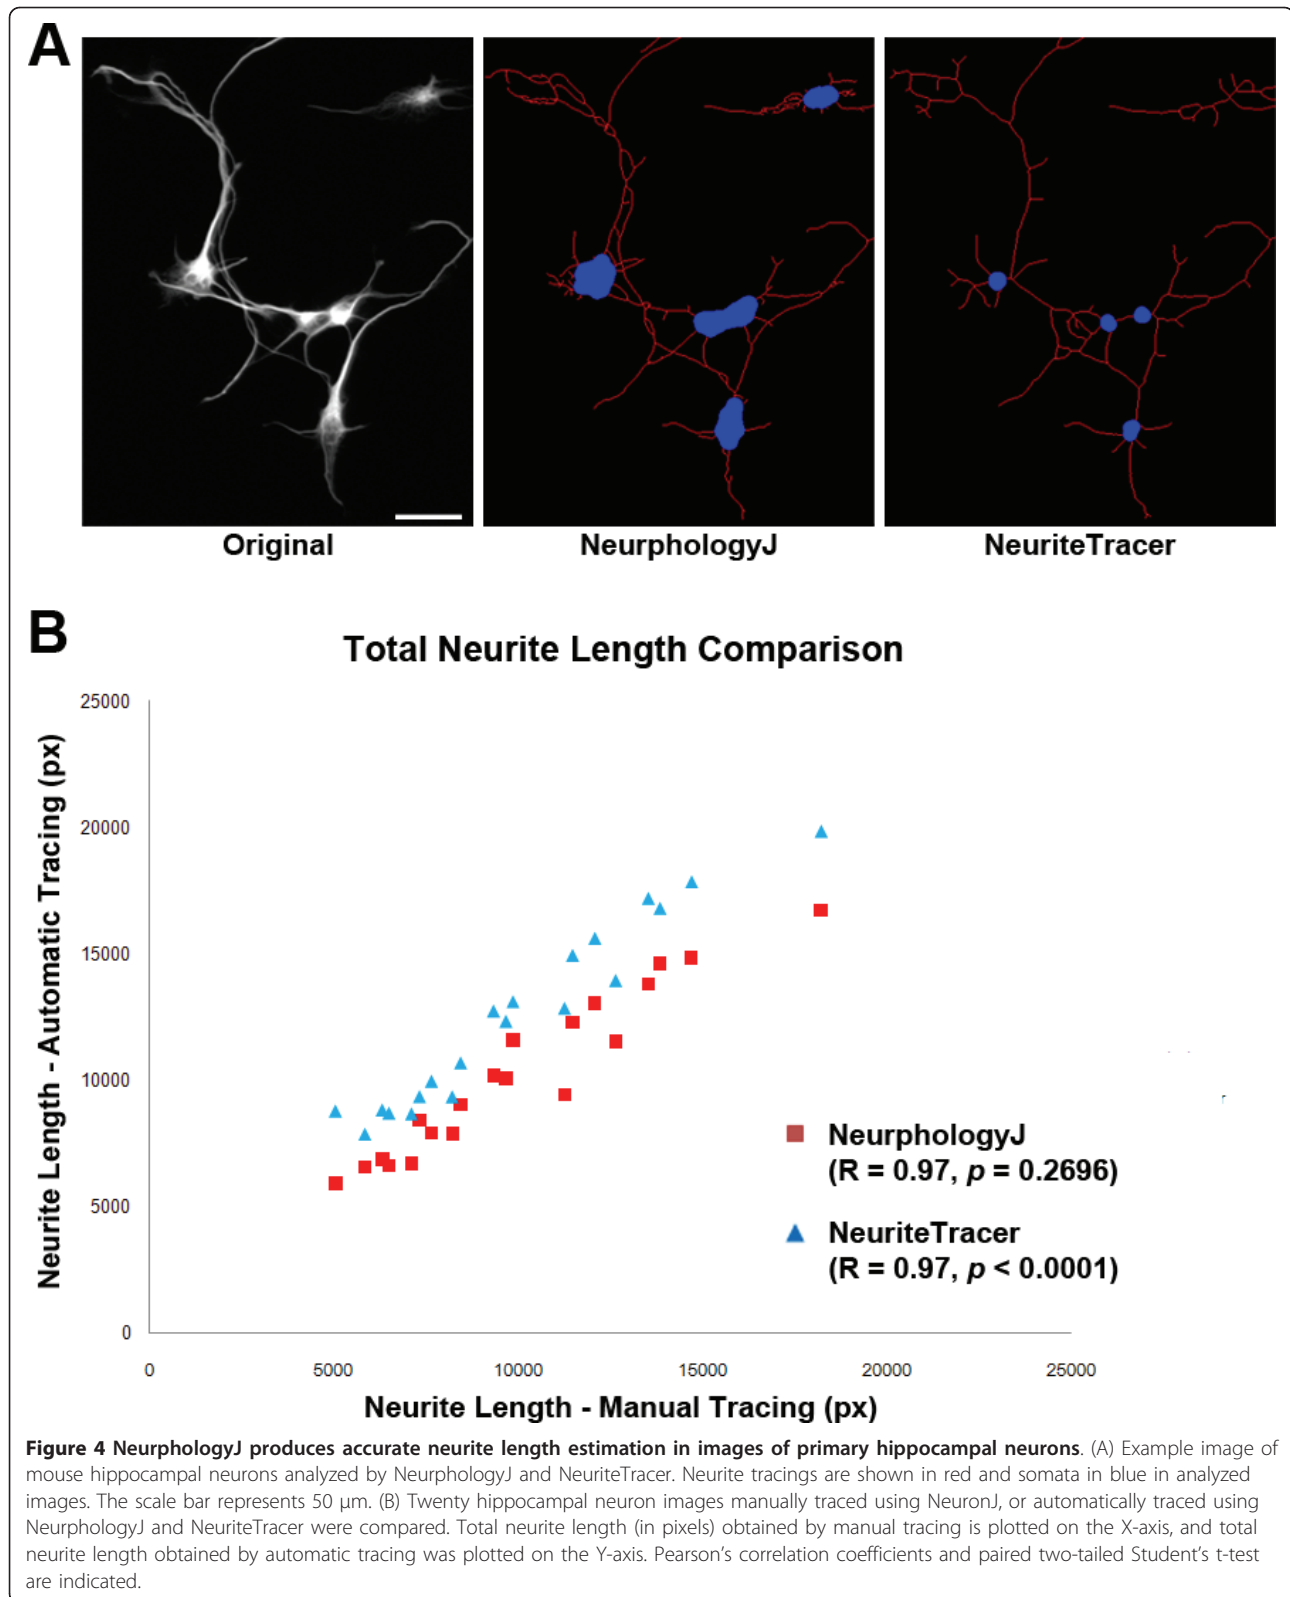 A
Original
NeurphologyJ
NeuriteTracer
B
Total Neurite Length Comparison
Neurite Length - Automatic Tracing (px)
25000
20000
15000
10000
5000
0
0
5000
10000
15000
20000
25000
Neurite Length - Manual Tracing (px)
NeurphologyJ
(R = 0.97, p = 0.2696)
NeuriteTracer
(R = 0.97, p < 0.0001)
Figure 4 NeurphologyJ produces accurate neurite length estimation in images of primary hippocampal neurons. (A) Example image of
mouse hippocampal neurons analyzed by NeurphologyJ and NeuriteTracer. Neurite tracings are shown in red and somata in blue in analyzed
images. The scale bar represents 50 μm. (B) Twenty hippocampal neuron images manually traced using NeuronJ, or automatically traced using
NeurphologyJ and NeuriteTracer were compared. Total neurite length (in pixels) obtained by manual tracing is plotted on the X-axis, and total
neurite length obtained by automatic tracing was plotted on the Y-axis. Pearson's correlation coefficients and paired two-tailed Student's t-test
are indicated.